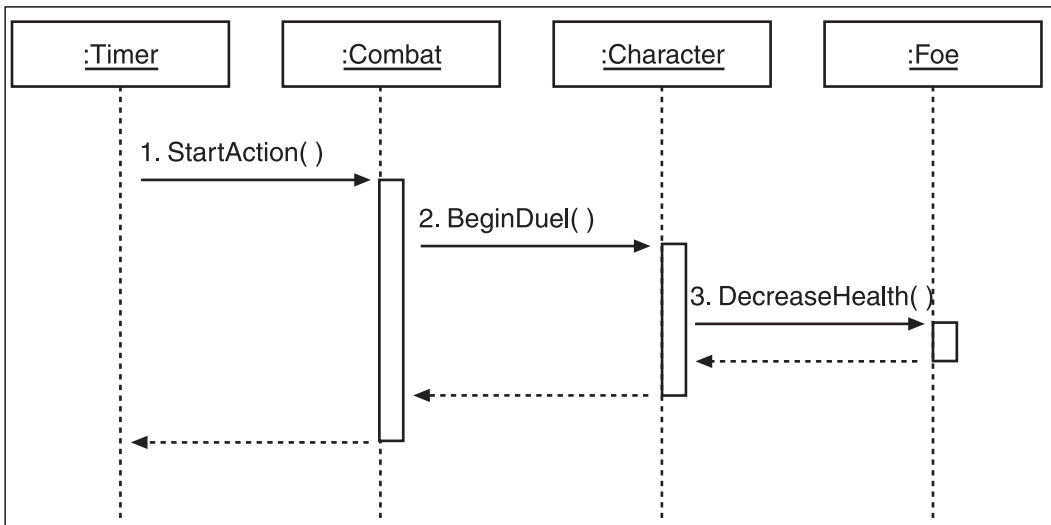 :Timer
:Combat
:Character
:Foe
1. StartAction( )
2. BeginDuel( )
3. DecreaseHealth( )